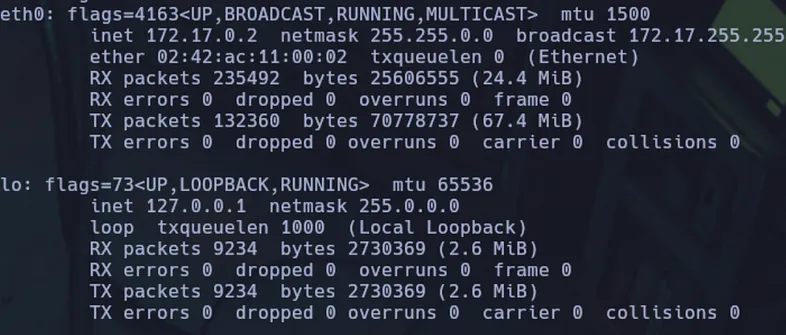 eth0: flags=4163<UP,BROADCAST,RUNNING,MULTICAST>  mtu 1500
        inet 172.17.0.2  netmask 255.255.0.0  broadcast 172.17.255.255
        ether 02:42:ac:11:00:02  txqueuelen 0  (Ethernet)
        RX packets 235492  bytes 25606555 (24.4 MiB)
        RX errors 0  dropped 0  overruns 0  frame 0
        TX packets 132360  bytes 70778737 (67.4 MiB)
        TX errors 0  dropped 0 overruns 0  carrier 0  collisions 0

lo: flags=73<UP,LOOPBACK,RUNNING>  mtu 65536
        inet 127.0.0.1  netmask 255.0.0.0
        loop  txqueuelen 1000  (Local Loopback)
        RX packets 9234  bytes 2730369 (2.6 MiB)
        RX errors 0  dropped 0  overruns 0  frame 0
        TX packets 9234  bytes 2730369 (2.6 MiB)
        TX errors 0  dropped 0 overruns 0  carrier 0  collisions 0